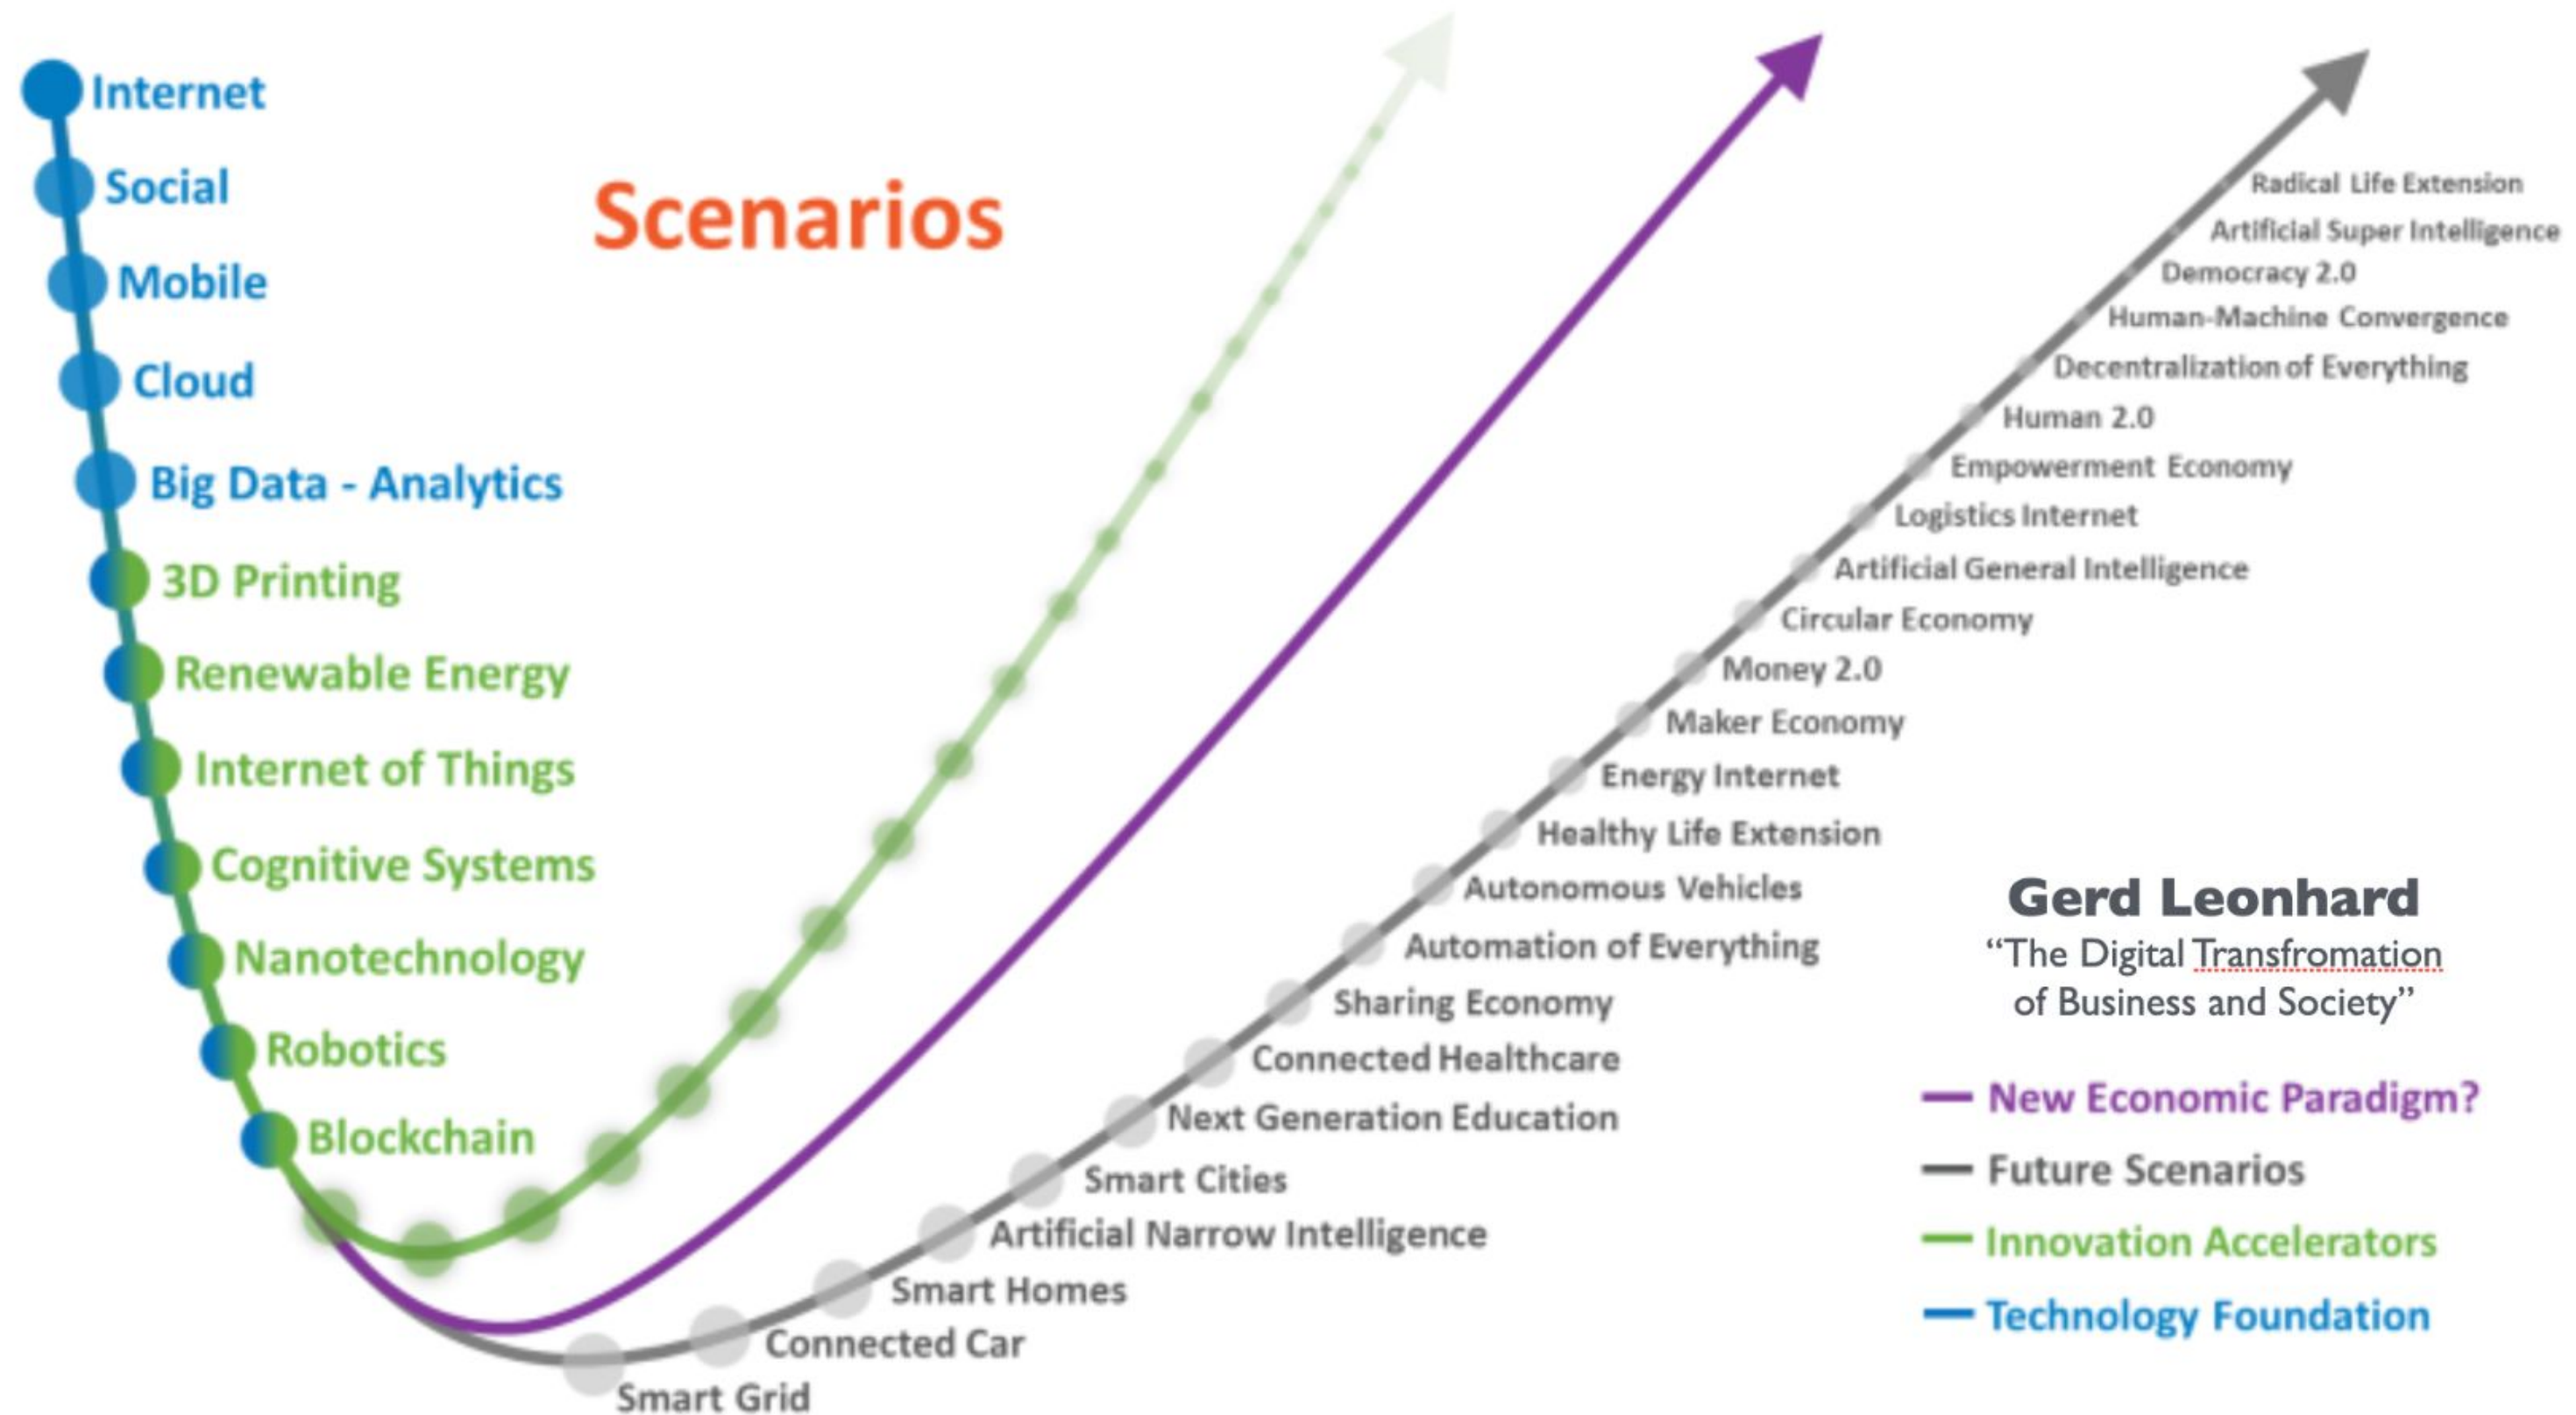 Internet
Social
Mobile
Cloud
Big Data - Analytics
3D Printing
Renewable Energy
Internet of Things
Cognitive Systems
Nanotechnology
Robotics
Blockchain
Scenarios
Radical Life Extension
Artificial Super Intelligence
Democracy 2.0
Human-Machine Convergence
Decentralization of Everything
Human 2.0
Empowerment Economy
Logistics Internet
Artificial General Intelligence
Circular Economy
Money 2.0
Maker Economy
Energy Internet
Healthy Life Extension
Autonomous Vehicles
Automation of Everything
Sharing Economy
Connected Healthcare
Next Generation Education
Smart Cities
Artificial Narrow Intelligence
Smart Homes
Connected Car
Smart Grid
Gerd Leonhard
“The Digital Transfromation
of Business and Society”
New Economic Paradigm?
Future Scenarios
Innovation Accelerators
Technology Foundation